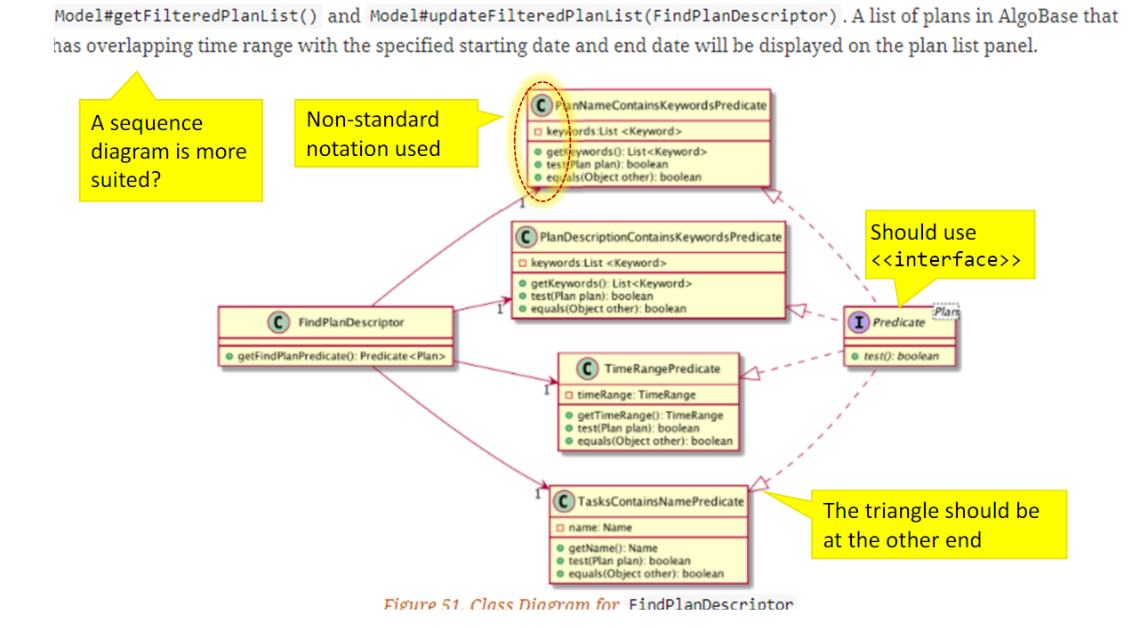 Model#getFilteredPlanList() and Model#updateFilteredPlanList(FindPlanDescriptor). A list of plans in AlgoBase that
has overlapping time range with the specified starting date and end date will be displayed on the plan list panel.
A sequence
diagram is more
suited?
Non-standard
notation used
C PlanNameContainsKeywordsPredicate
keywords:List <Keyword>
getKeywords(): List<Keyword>
test(Plan plan): boolean
equals(Object other): boolean
1
C PlanDescriptionContainsKeywordsPredicate
keywords:List <Keyword>
getKeywords(): List<Keyword>
test(Plan plan): boolean
equals(Object other): boolean
1
Should use
<<interface>>
C FindPlanDescriptor
getFindPlanPredicate(): Predicate<Plan>
I Predicate
Plan
test(): boolean
C TimeRangePredicate
timeRange: TimeRange
getTimeRange(): TimeRange
test(Plan plan): boolean
equals(Object other): boolean
1
C TasksContainsNamePredicate
name: Name
getName(): Name
test(Plan plan): boolean
equals(Object other): boolean
1
The triangle should be
at the other end
Figure 51. Class Diagram for FindPlanDescriptor